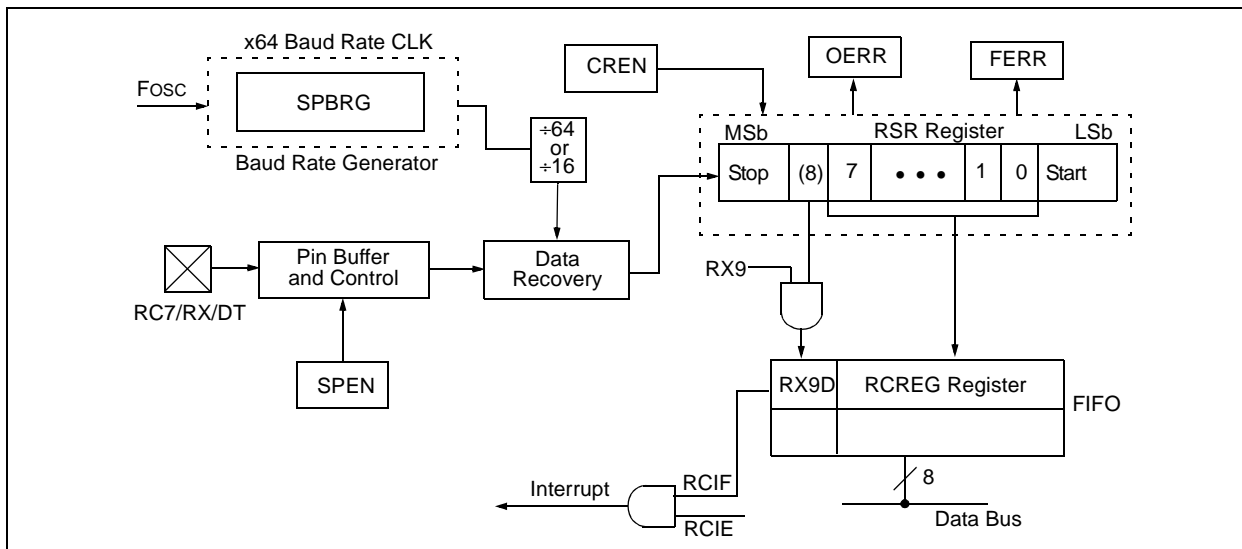 x64 Baud Rate CLK
FOSC
SPBRG
Baud Rate Generator
÷64
or
÷16
CREN
OERR
FERR
MSb
RSR Register
LSb
Stop
(8)
7
• • •
1
0
Start
RC7/RX/DT
Pin Buffer
and Control
Data
Recovery
SPEN
RX9
RX9D
RCREG Register
FIFO
8
Data Bus
Interrupt
RCIF
RCIE